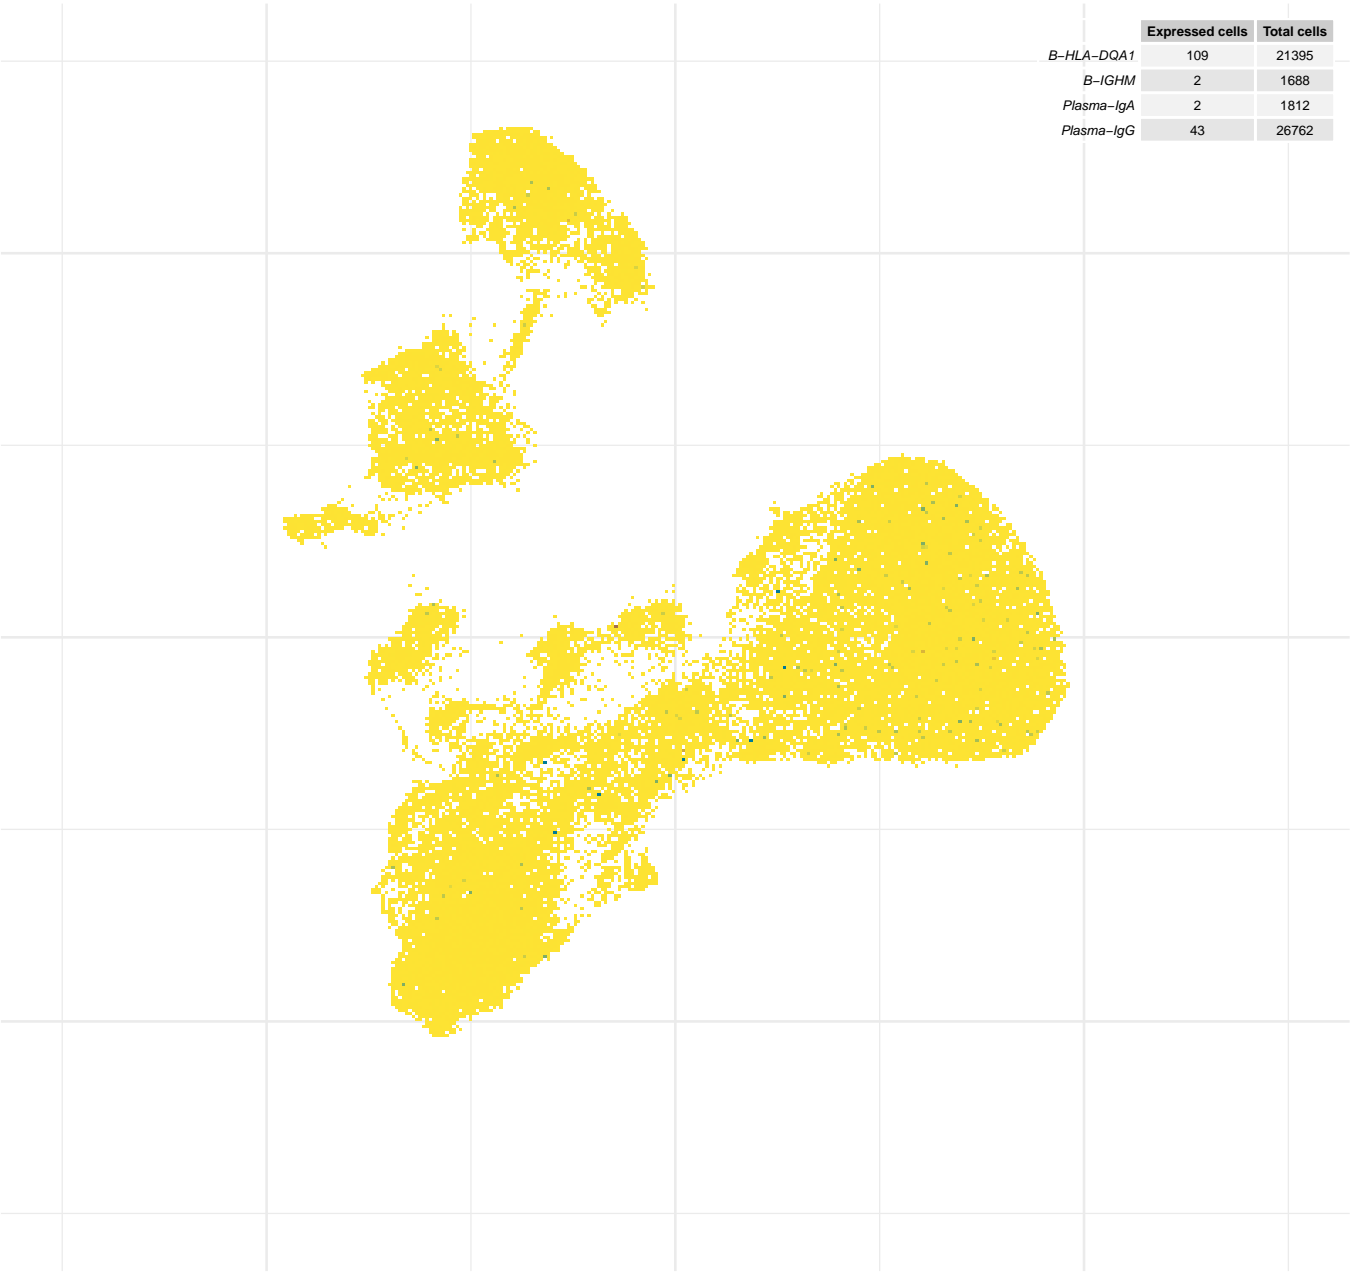 Expressed cells Total cells
B−HLA−DQA1 109 21395
B−IGHM 2 1688
Plasma−IgA 2 1812
Plasma−IgG 43 26762